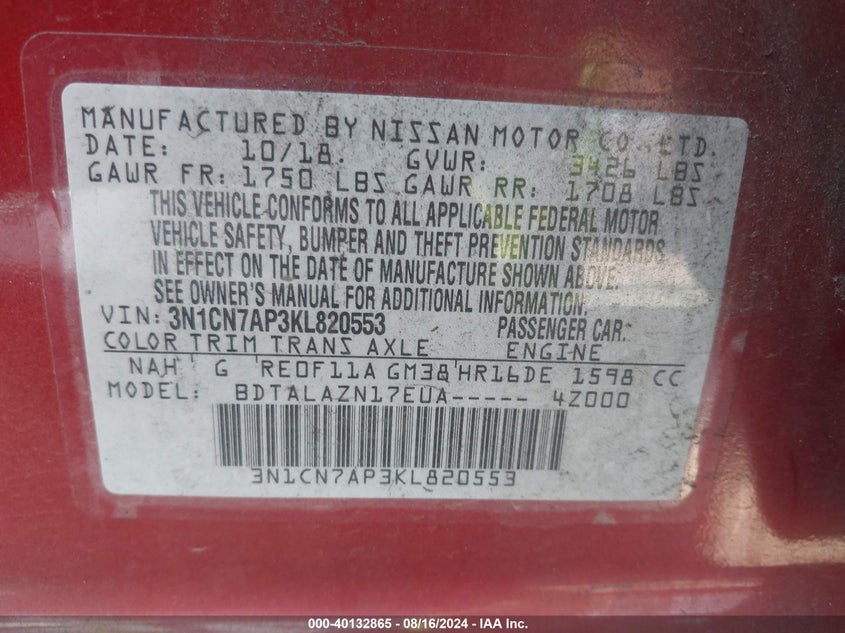 MANUFACTURED BY NISSAN MOTOR CO., LTD.
DATE: 10/18. GVWR: 3426 LBS
GAWR FR: 1750 LBS GAWR RR: 1708 LBS
THIS VEHICLE CONFORMS TO ALL APPLICABLE FEDERAL MOTOR
VEHICLE SAFETY, BUMPER AND THEFT PREVENTION STANDARDS
IN EFFECT ON THE DATE OF MANUFACTURE SHOWN ABOVE.
SEE OWNER'S MANUAL FOR ADDITIONAL INFORMATION.
VIN: 3N1CN7AP3KL820553 PASSENGER CAR.
COLOR TRIM TRANS AXLE ENGINE
NAH G RE0F11A GM38 HR16DE 1598 CC
MODEL: BDTALAZN17EUA----- 4Z000
3N1CN7AP3KL820553
000-40132865 - 08/16/2024 - IAA Inc.